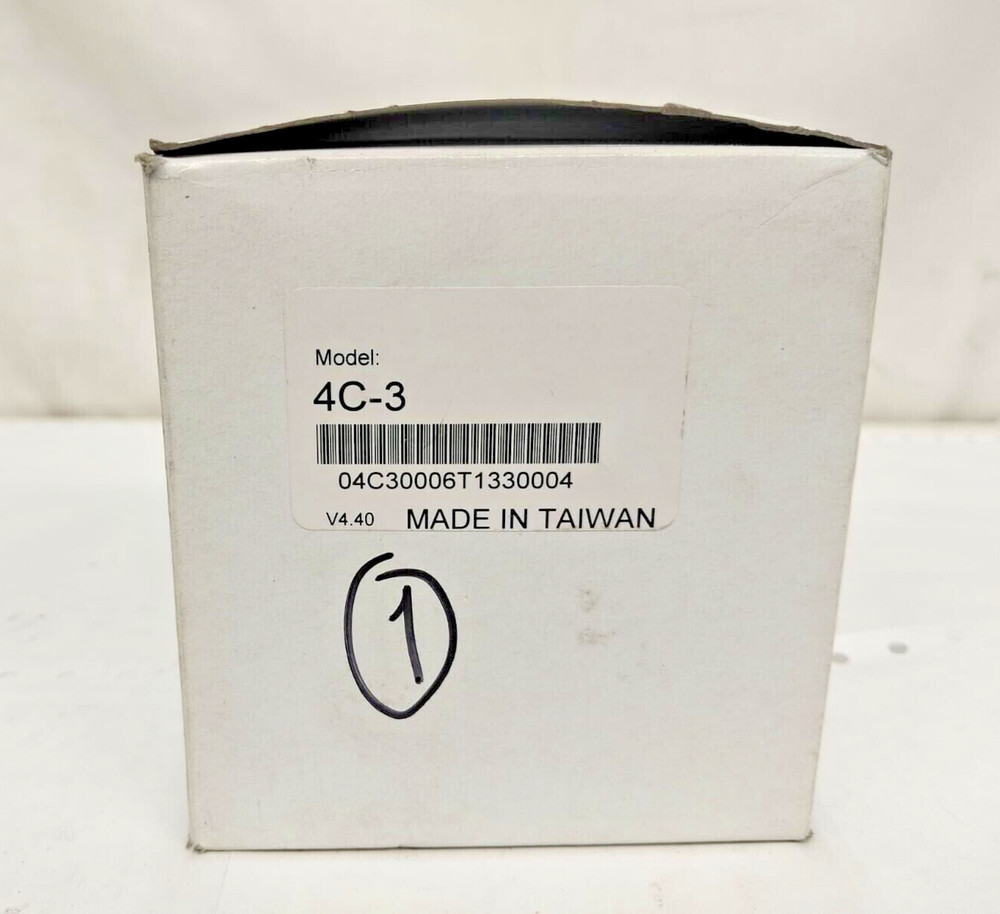 Model:
4C-3
04C30006T1330004
V4.40 MADE IN TAIWAN
1